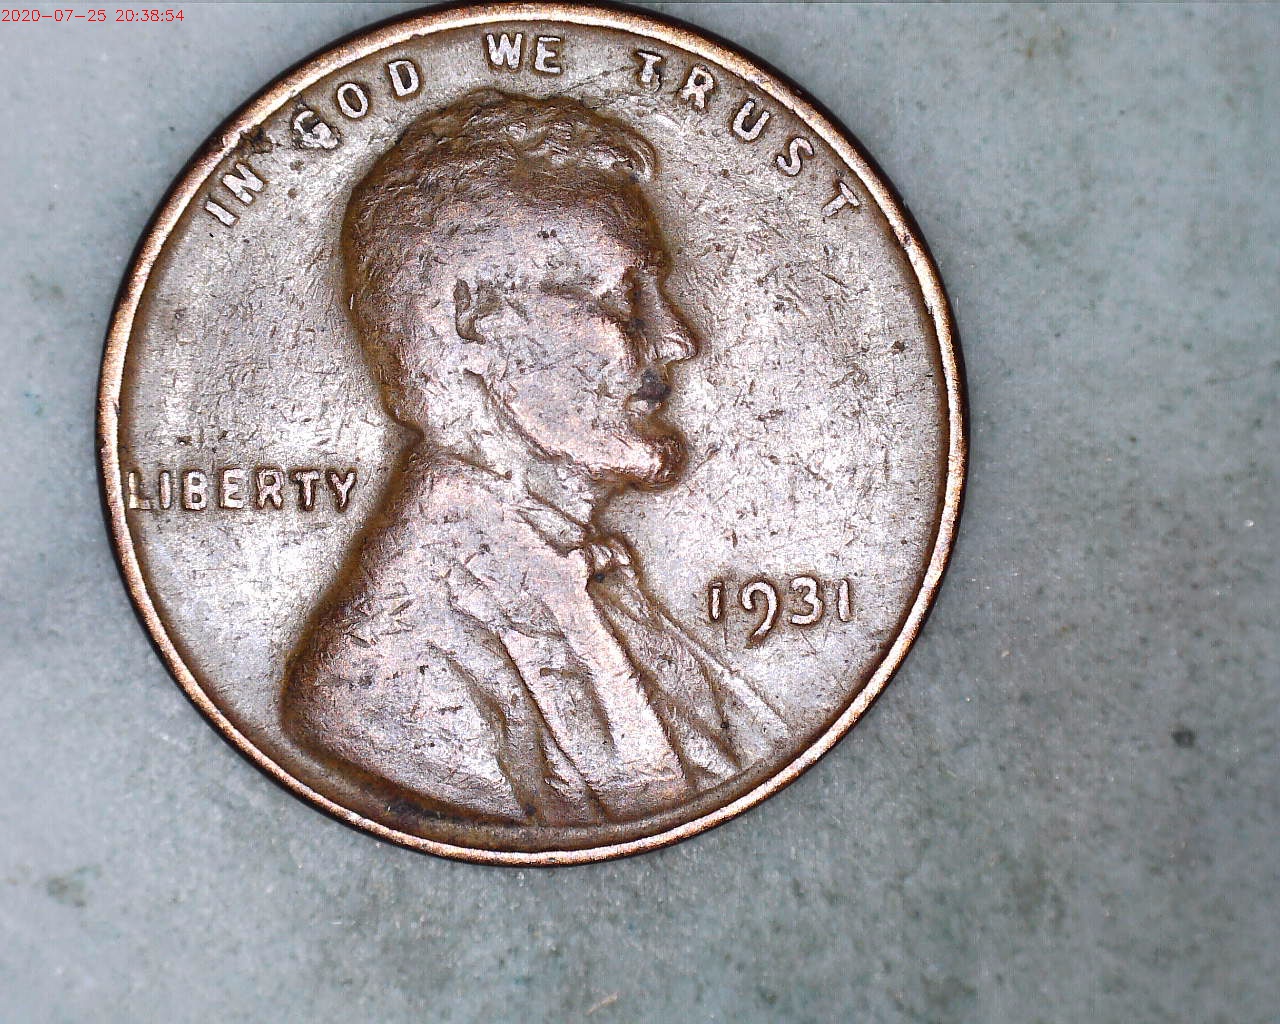 2020-07-25 20:38:54
IN GOD WE TRUST
LIBERTY
1931